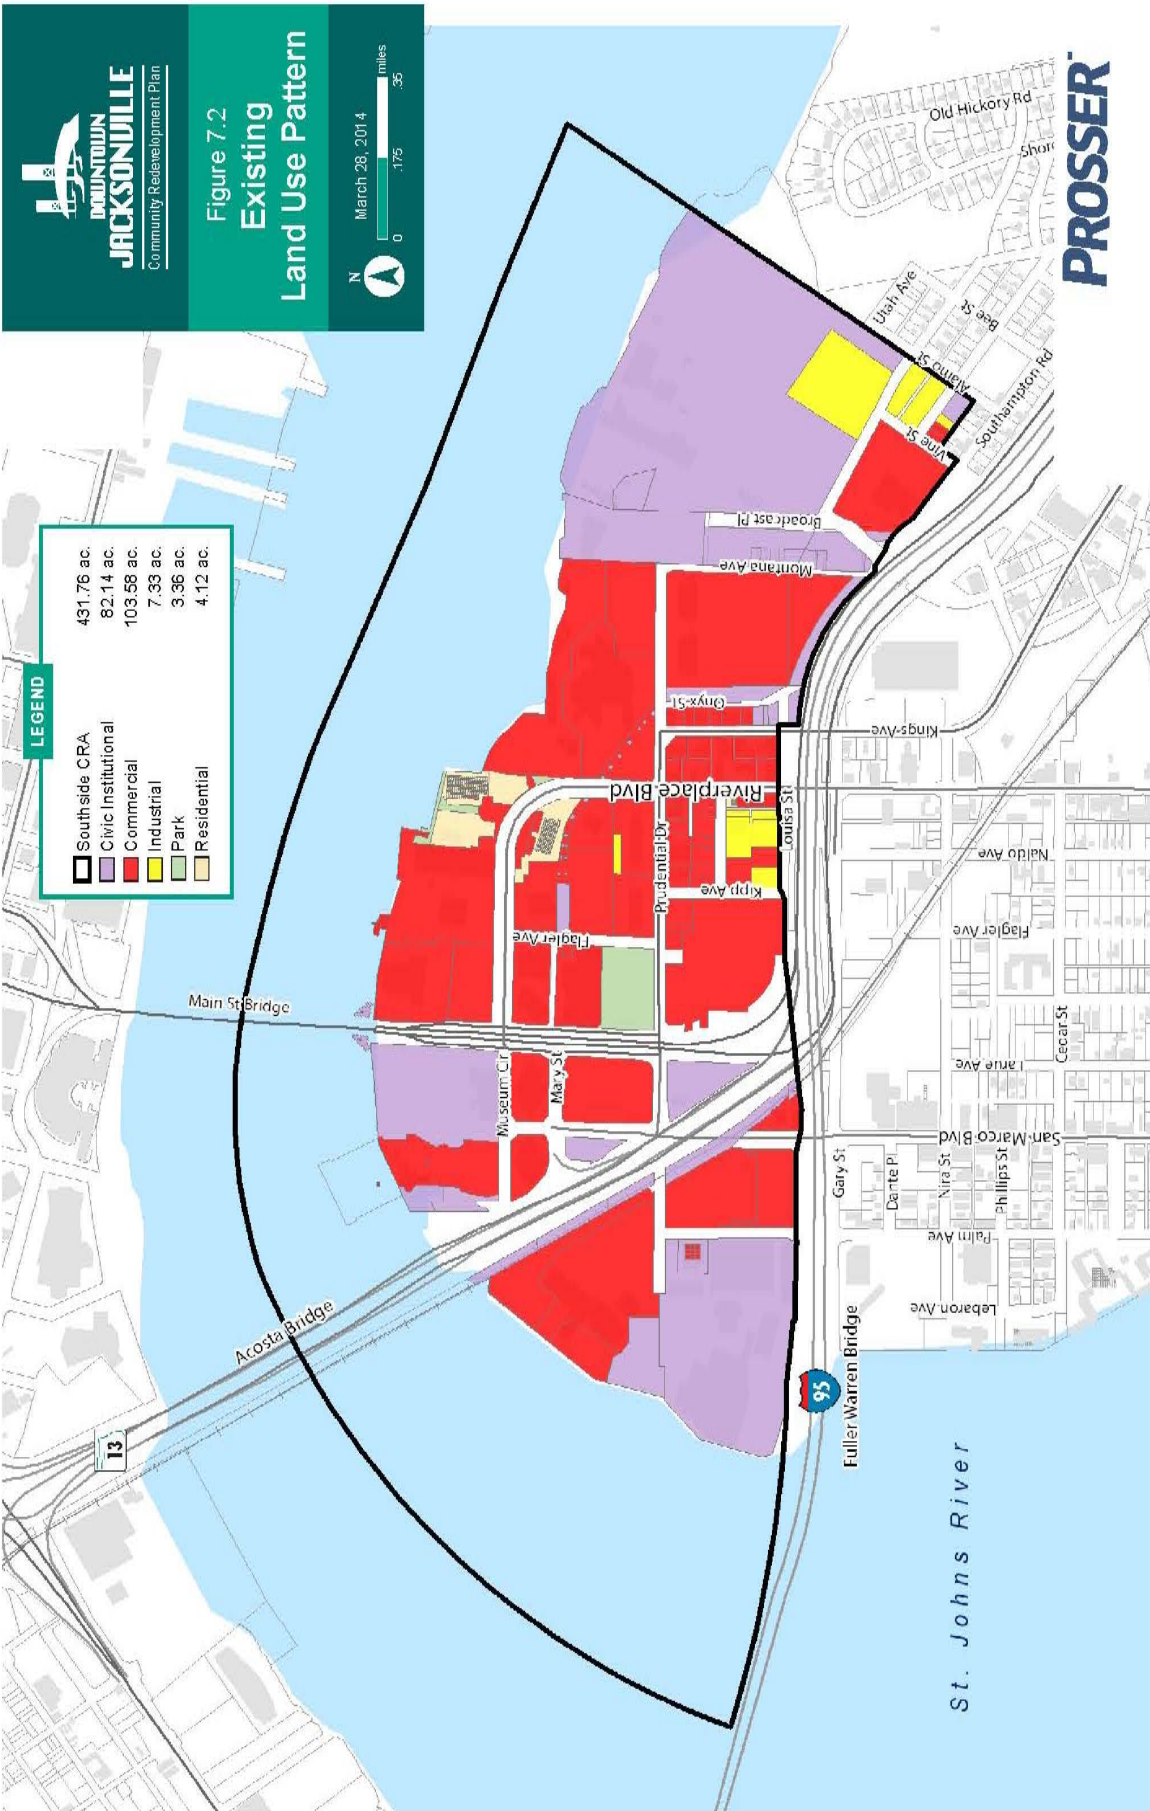 DOWNTOWN
JACKSONVILLE
Community Redevelopment Plan
Figure 7.2
Existing
Land Use Pattern
N
March 28, 2014
0 .175 .35 miles
LEGEND
Southside CRA 431.76 ac.
Civic Institutional 82.14 ac.
Commercial 103.58 ac.
Industrial 7.33 ac.
Park 3.36 ac.
Residential 4.12 ac.
Main St Bridge
Acosta Bridge
13
Museum Cir
Mary St
Flagler Ave
Prudential Dr
Riverplace Blvd
Kipp Ave
Louisa St
Onyx St
Montana Ave
Broadcast Pl
Vine St
Alamo St
Utah Ave
Bee St
Southampton Rd
Old Hickory Rd
Shore
Kings Ave
Naldo Ave
Flagler Ave
Cedar St
Larue Ave
San Marco Blvd
Gary St
Dante Pl
Nira St
Phillips St
Palm Ave
Lebaron Ave
95
Fuller Warren Bridge
St. Johns River
PROSSER